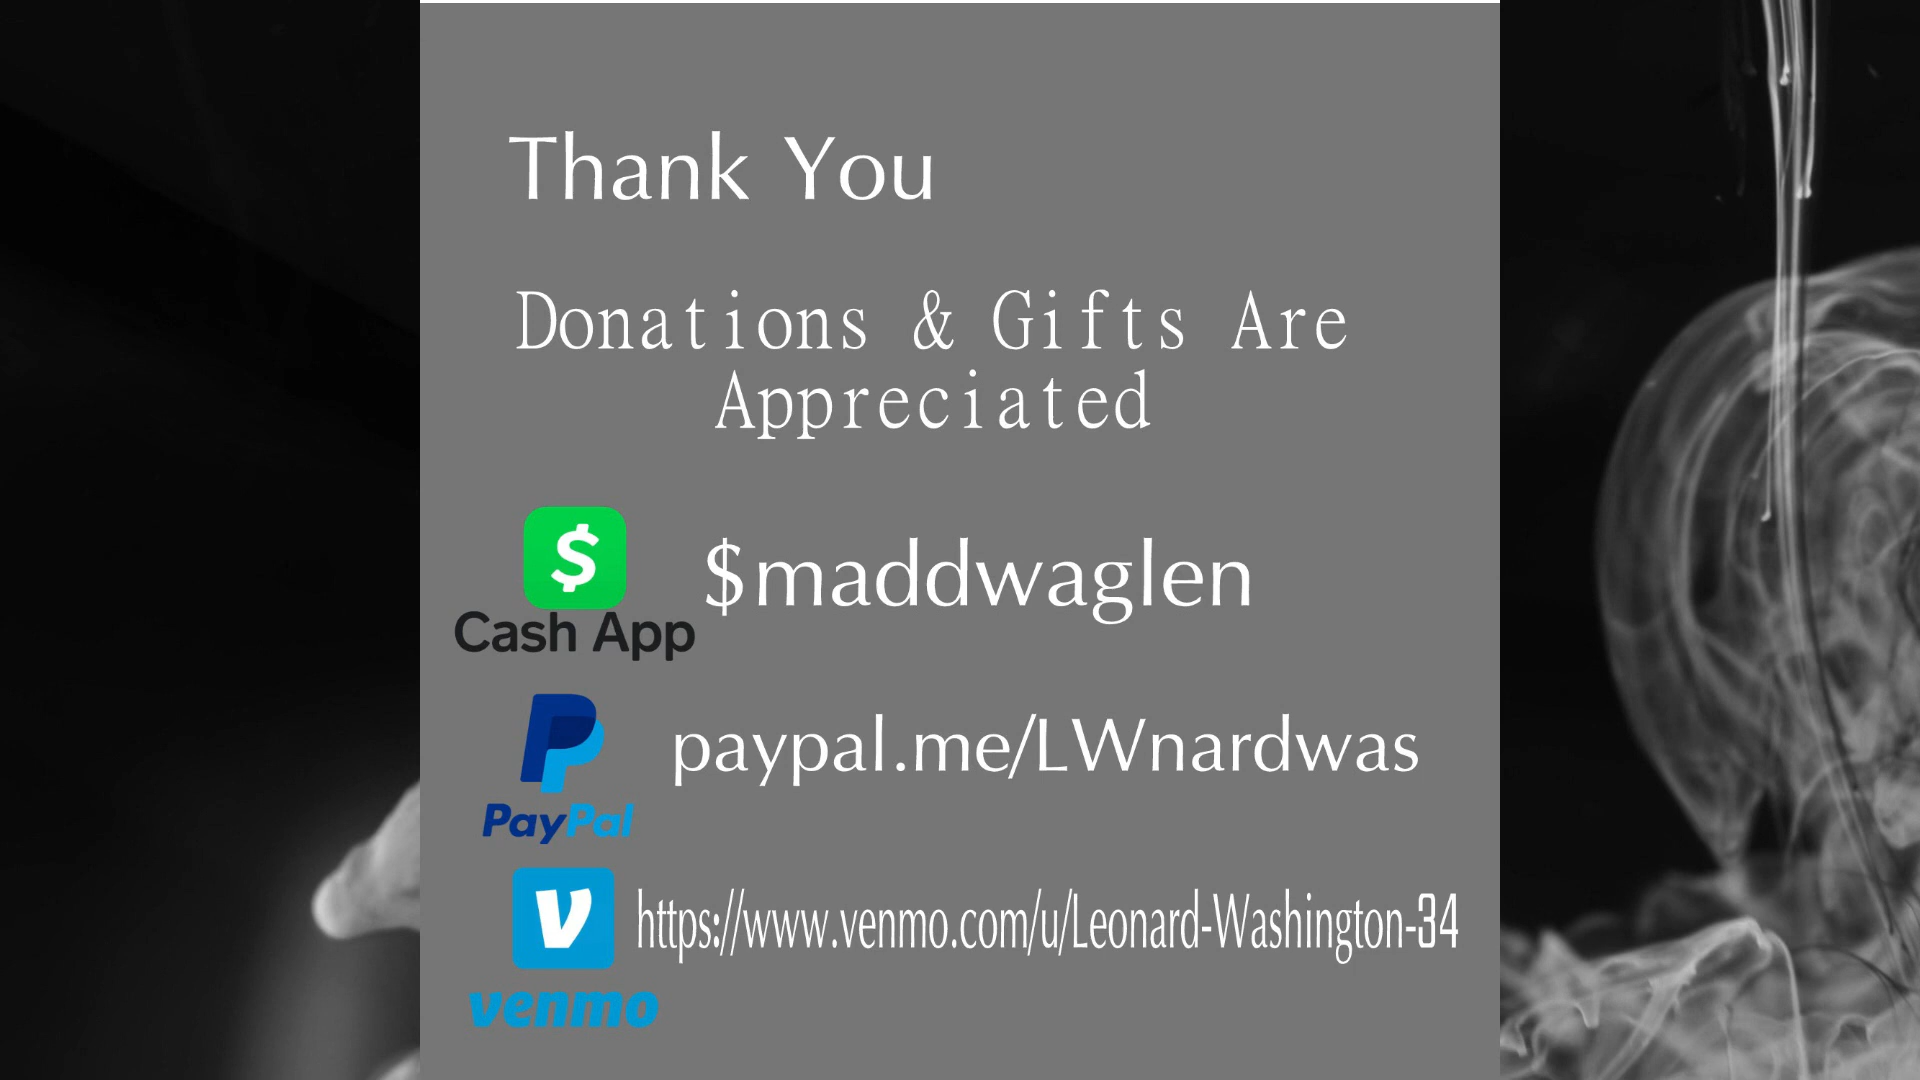 Thank You
Donations & Gifts Are
Appreciated
$
Cash App
$maddwaglen
paypal.me/LWnardwas
PayPal
https://www.venmo.com/u/Leonard-Washington-34
venmo